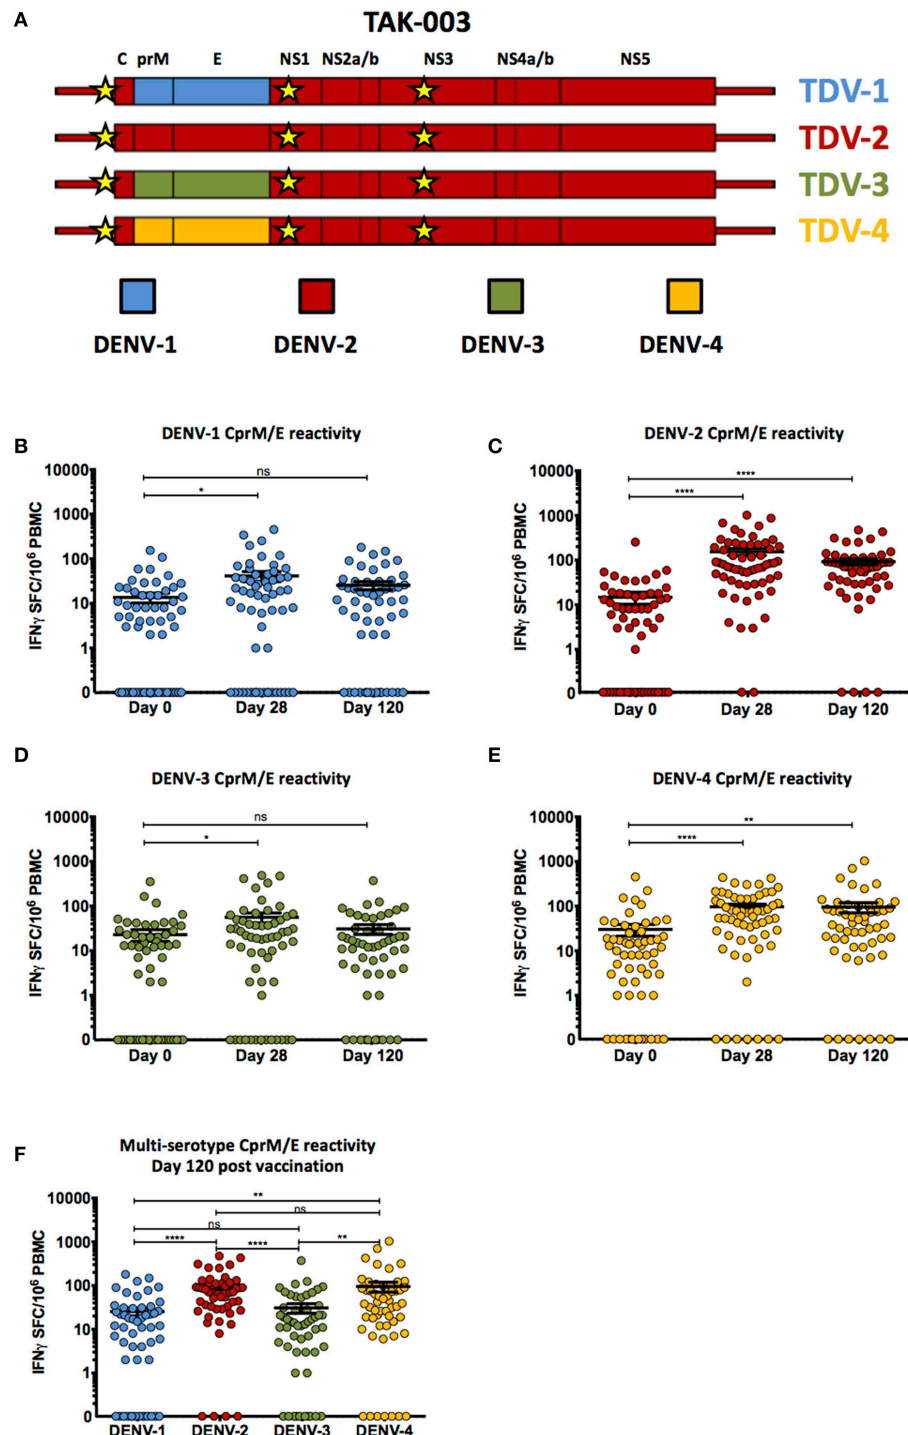 A
TAK-003
C prM E NS1 NS2a/b NS3 NS4a/b NS5
TDV-1
TDV-2
TDV-3
TDV-4
DENV-1 DENV-2 DENV-3 DENV-4
B
DENV-1 CprM/E reactivity
IFNγ SFC/10⁶ PBMC
10000
1000
100
10
1
0
ns
*
Day 0 Day 28 Day 120
C
DENV-2 CprM/E reactivity
IFNγ SFC/10⁶ PBMC
10000
1000
100
10
1
0
****
****
Day 0 Day 28 Day 120
D
DENV-3 CprM/E reactivity
IFNγ SFC/10⁶ PBMC
10000
1000
100
10
1
0
ns
*
Day 0 Day 28 Day 120
E
DENV-4 CprM/E reactivity
IFNγ SFC/10⁶ PBMC
10000
1000
100
10
1
0
**
****
Day 0 Day 28 Day 120
F
Multi-serotype CprM/E reactivity
Day 120 post vaccination
IFNγ SFC/10⁶ PBMC
10000
1000
100
10
1
0
**
ns
ns
**** **** **
DENV-1 DENV-2 DENV-3 DENV-4